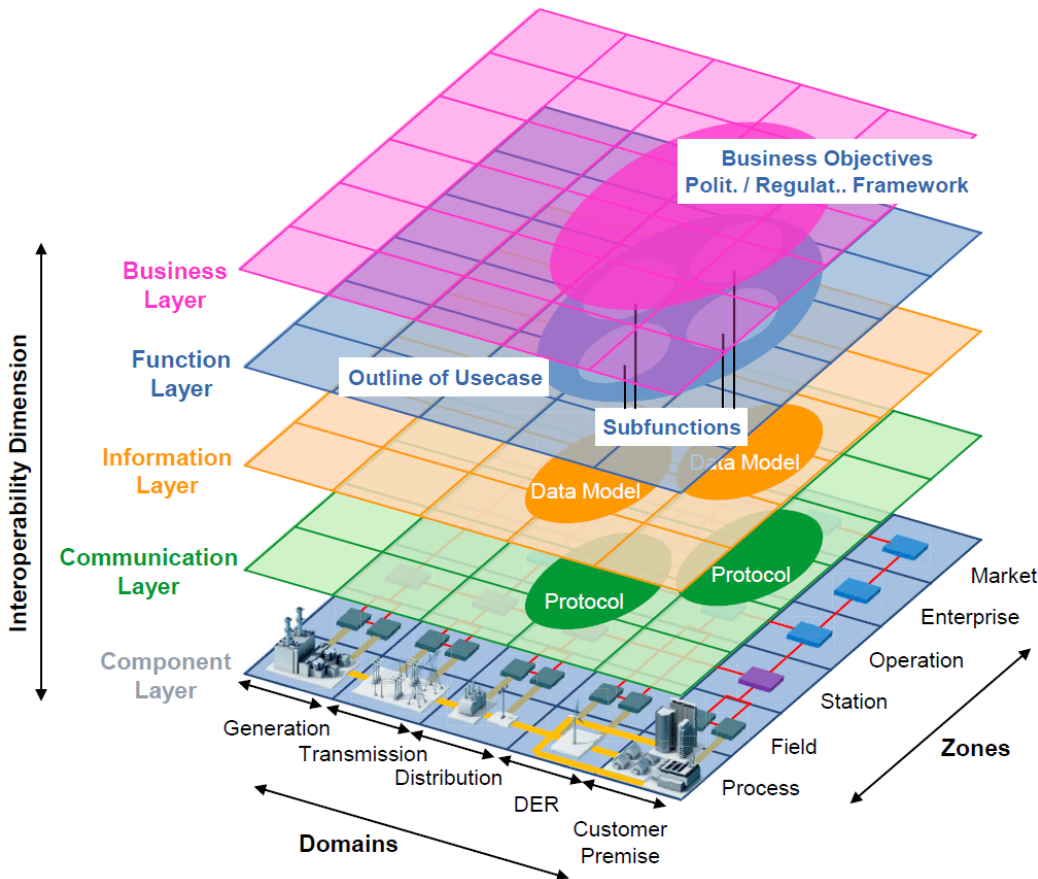 Business Objectives
Polit. / Regulat.. Framework
Interoperability Dimension
Business
Layer
Function
Layer
Outline of Usecase
Subfunctions
Information
Layer
Data Model
Data Model
Communication
Layer
Protocol
Protocol
Component
Layer
Market
Enterprise
Operation
Station
Field
Process
Zones
Generation
Transmission
Distribution
DER
Customer
Premise
Domains